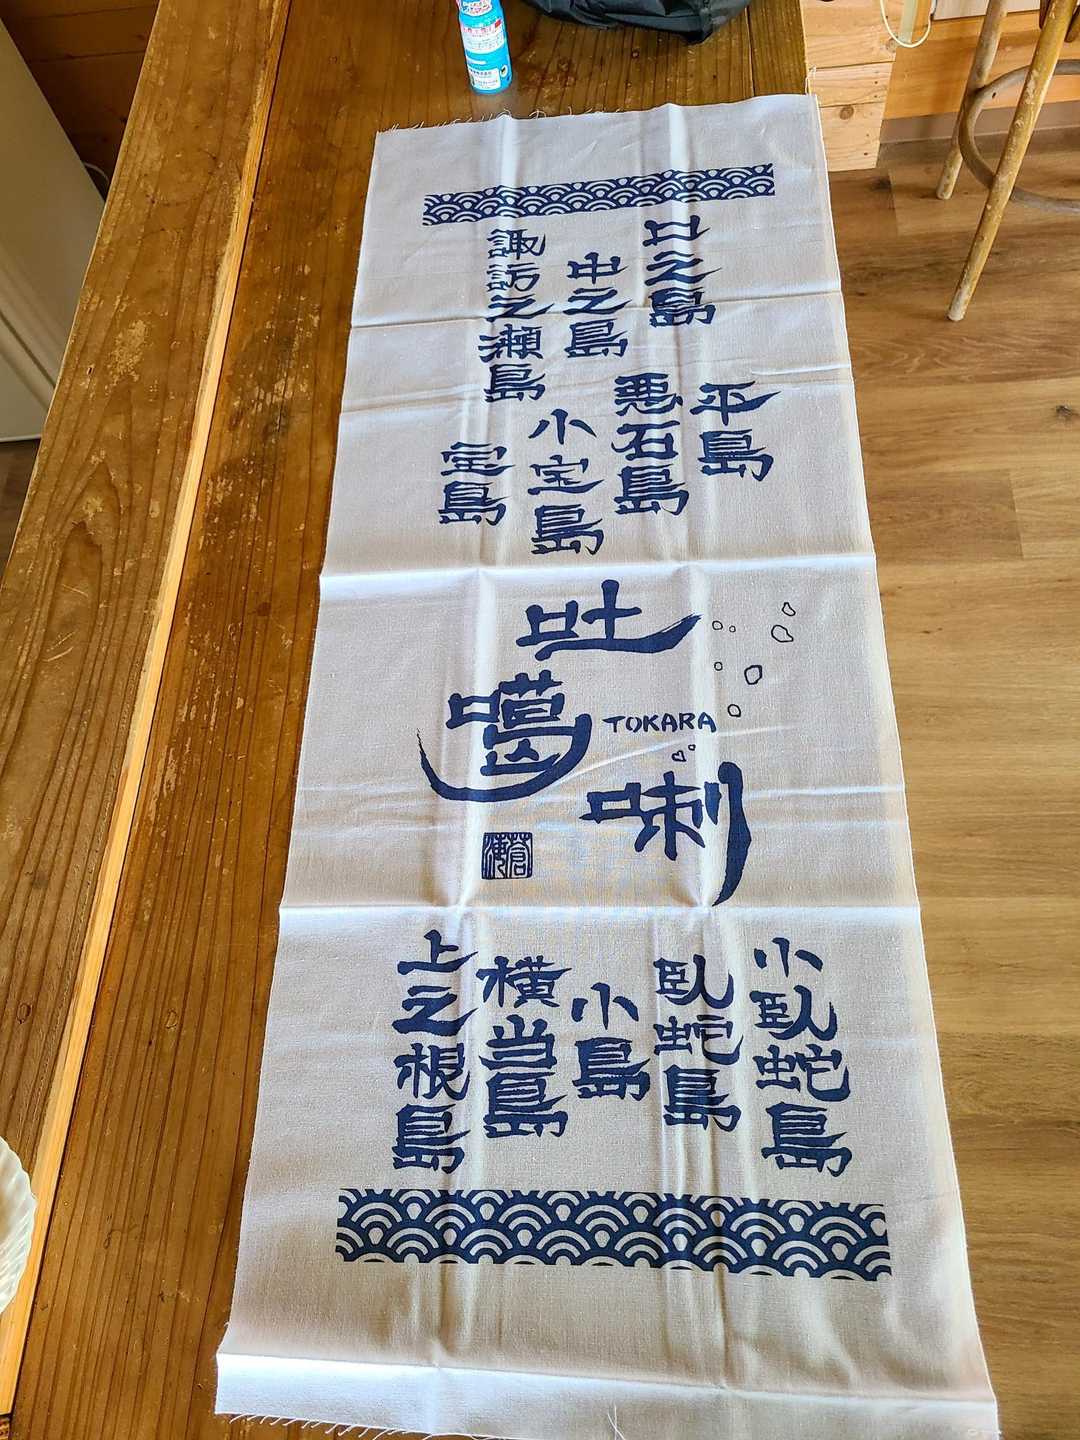 口之島
中之島
諏訪之瀬島
平島
悪石島
小宝島
宝島
吐
噶
喇
TOKARA
小臥蛇島
臥蛇島
小島
横当島
上之根島